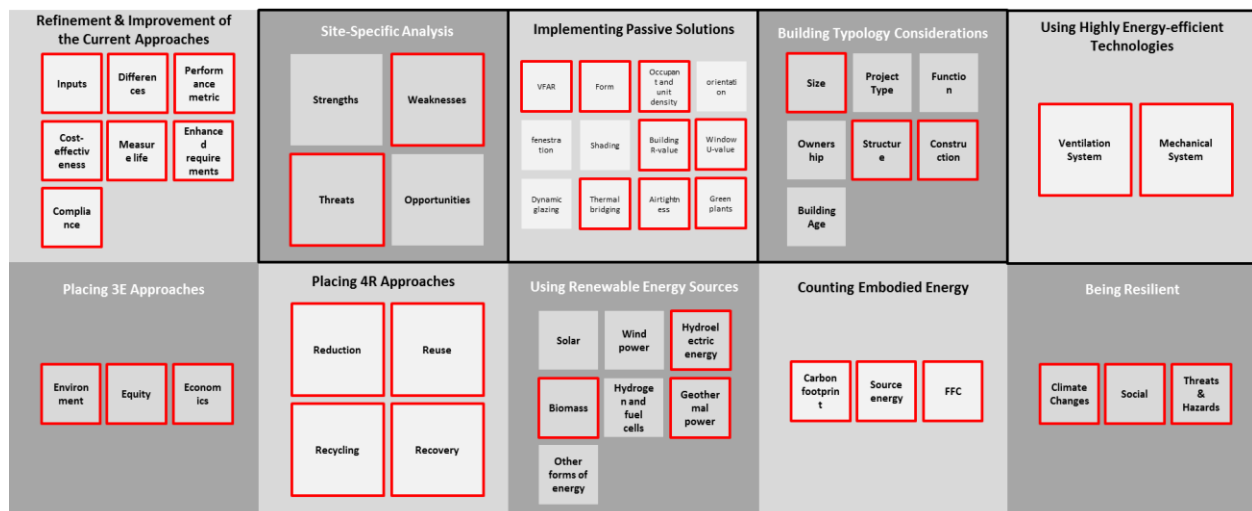 Refinement & Improvement of
the Current Approaches
Inputs
Differen
ces
Perform
ance
metric
Cost-
effectiv
eness
Measur
e life
Enhance
d
require
ments
Complia
nce
Site-Specific Analysis
Strengths
Weaknesses
Threats
Opportunities
Implementing Passive Solutions
VFAR
Form
Occupan
t and
unit
density
orientati
on
fenestra
tion
Shading
Building
R-value
Window
U-value
Dynamic
glazing
Thermal
bridging
Airtightn
ess
Green
plants
Building Typology Considerations
Size
Project
Type
Functio
n
Owners
hip
Structur
e
Constru
ction
Building
Age
Using Highly Energy-efficient
Technologies
Ventilation
System
Mechanical
System
Placing 3E Approaches
Environ
ment
Equity
Econom
ics
Placing 4R Approaches
Reduction
Reuse
Recycling
Recovery
Using Renewable Energy Sources
Solar
Wind
power
Hydroel
ectric
energy
Biomass
Hydroge
n and
fuel cells
Geother
mal
power
Other
forms of
energy
Counting Embodied Energy
Carbon
footprin
t
Source
energy
FFC
Being Resilient
Climate
Changes
Social
Threats
&
Hazards